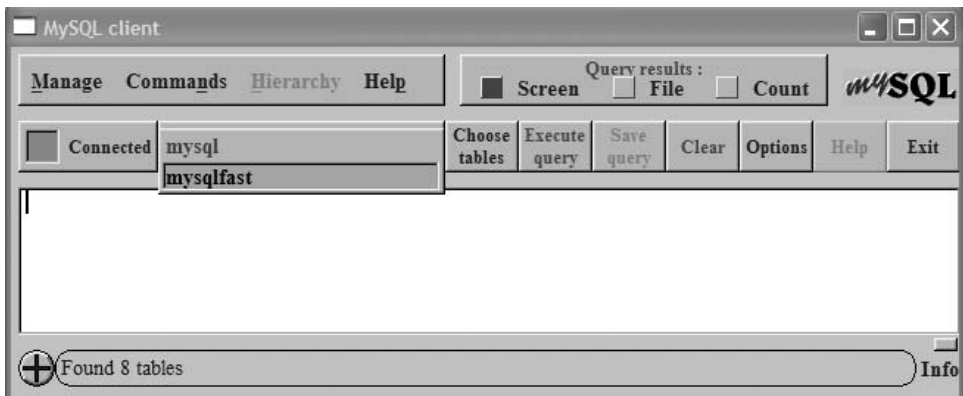 MySQL client
Manage Commands Hierarchy Help
Query results :
Screen File Count
mySQL
Connected
mysql
mysqlfast
Choose tables
Execute query
Save query
Clear
Options
Help
Exit
Found 8 tables
Info